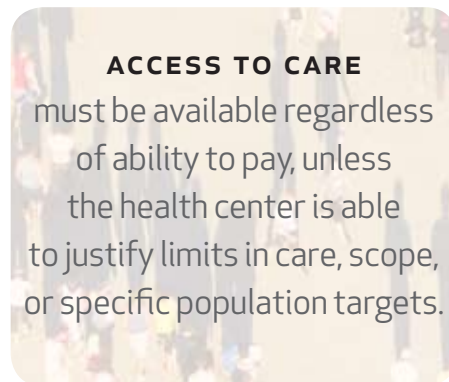 ACCESS TO CARE
must be available regardless
of ability to pay, unless
the health center is able
to justify limits in care, scope,
or specific population targets.